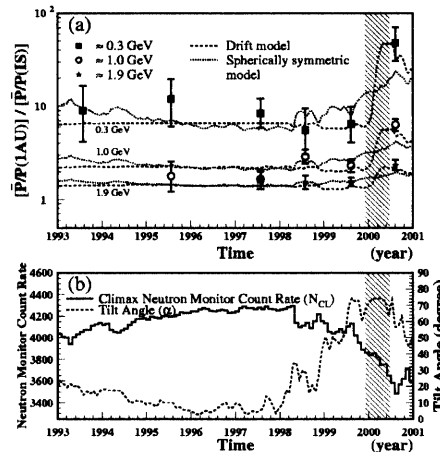 (a)
[P̄/P(1AU)] / [P̄/P(IS)]
10²
10
1
≈ 0.3 GeV
≈ 1.0 GeV
≈ 1.9 GeV
Drift model
Spherically symmetric
model
0.3 GeV
1.0 GeV
1.9 GeV
1993 1994 1995 1996 1997 1998 1999 2000 2001
Time (year)
(b)
Neutron Monitor Count Rate
4600
4400
4200
4000
3800
3600
3400
Climax Neutron Monitor Count Rate (N_CL)
Tilt Angle (α)
90
80
70
60
50
40
30
20
10
0
Tilt Angle (degree)
1993 1994 1995 1996 1997 1998 1999 2000 2001
Time (year)